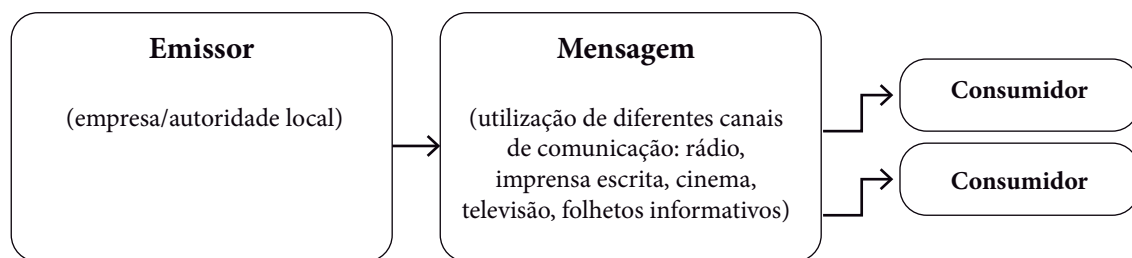 Emissor
(empresa/autoridade local)
Mensagem
(utilização de diferentes canais
de comunicação: rádio,
imprensa escrita, cinema,
televisão, folhetos informativos)
Consumidor
Consumidor